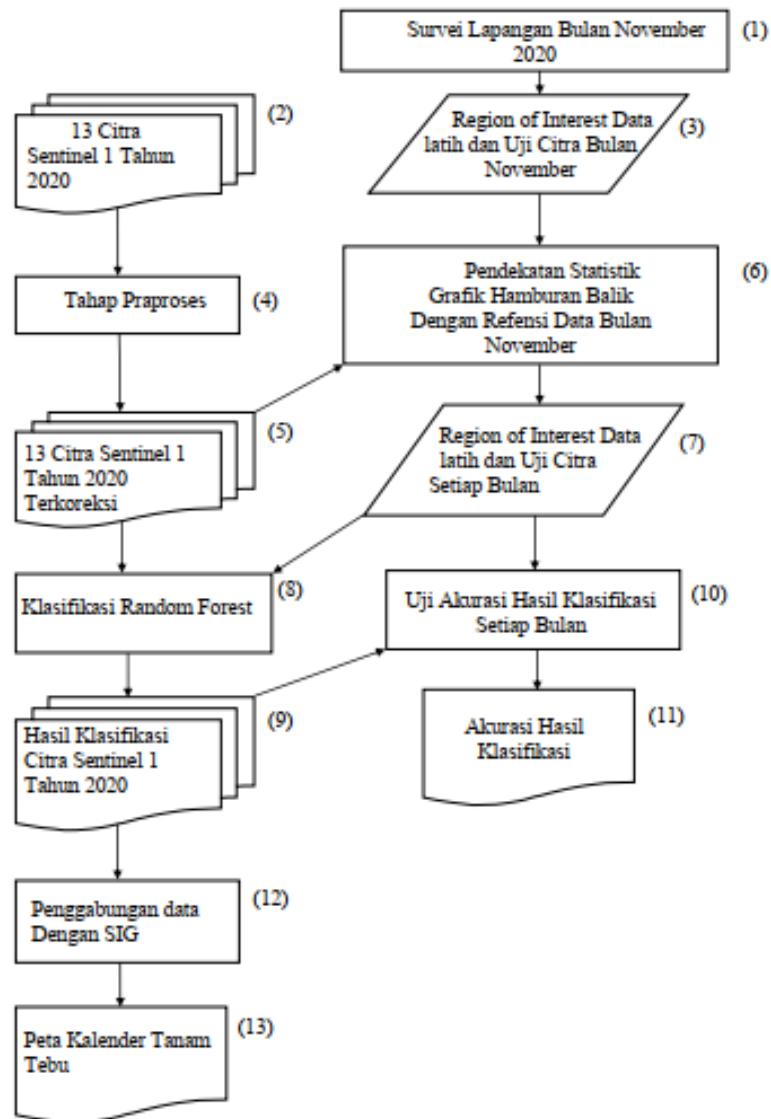 Survei Lapangan Bulan November
2020
(1)
13 Citra
Sentinel 1 Tahun
2020
(2)
Region of Interest Data
latih dan Uji Citra Bulan
November
(3)
Tahap Praproses
(4)
13 Citra Sentinel 1
Tahun 2020
Terkoreksi
(5)
Pendekatan Statistik
Grafik Hamburan Balik
Dengan Refensi Data Bulan
November
(6)
Region of Interest Data
latih dan Uji Citra
Setiap Bulan
(7)
Klasifikasi Random Forest
(8)
Hasil Klasifikasi
Citra Sentinel 1
Tahun 2020
(9)
Uji Akurasi Hasil Klasifikasi
Setiap Bulan
(10)
Akurasi Hasil
Klasifikasi
(11)
Penggabungan data
Dengan SIG
(12)
Peta Kalender Tanam
Tebu
(13)